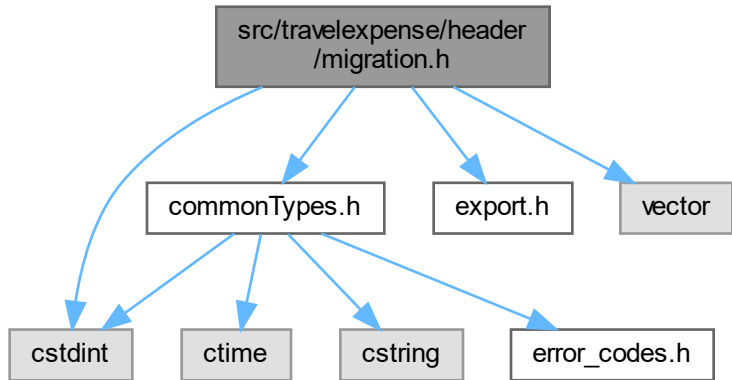 src/travelexpense/header
/migration.h
commonTypes.h
export.h
vector
cstdint
ctime
cstring
error_codes.h